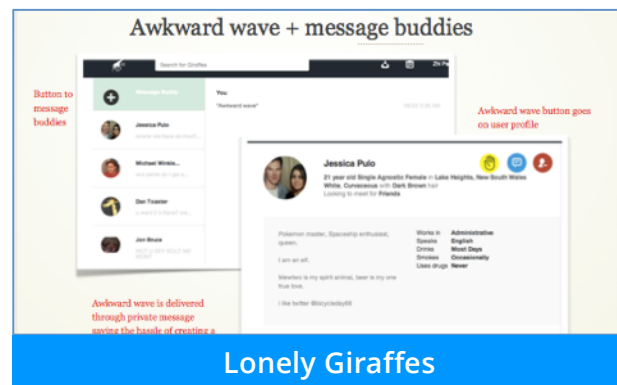 Awkward wave + message buddies
Search for Giraffes
Button to
message
buddies
Message Buddy
You
*Awkward wave*
Jessica Pulo
Michael Winkle...
Dan Toaster
Jon Bruce
Awkward wave button goes
on user profile
Jessica Pulo
21 year old Single Agnostic Female in Lake Heights, New South Wales
White, Curvaceous with Dark Brown hair
Looking to meet for Friends
Pokemon master, Spaceship enthusiast,
queen.
I am an elf.
Mewtwo is my spirit animal, beer is my one
true love.
I like twitter @bicycleday66
Works in Administrative
Speaks English
Drinks Most Days
Smokes Occasionally
Uses drugs Never
Awkward wave is delivered
through private message
saving the hassle of creating a
Lonely Giraffes